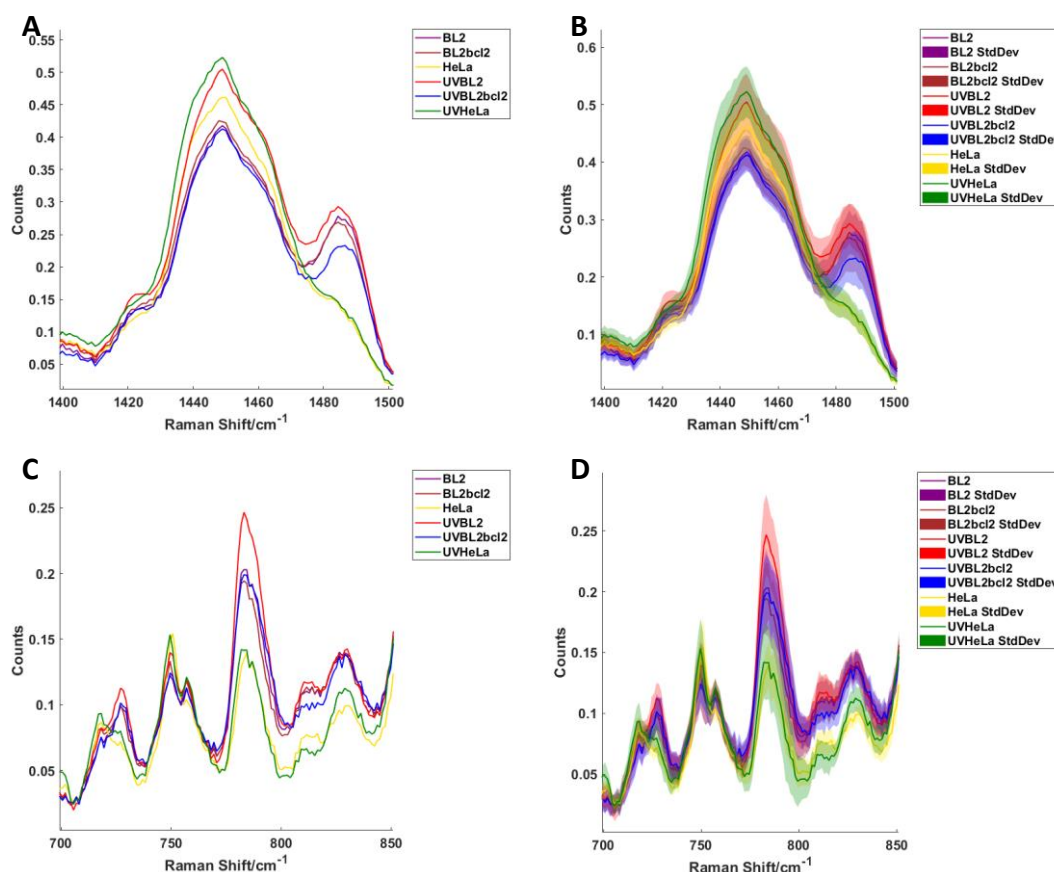 A
0.55
0.5
0.45
0.4
0.35
0.3
0.25
0.2
0.15
0.1
0.05
Counts
1400 1420 1440 1460 1480 1500
Raman Shift/cm-1
BL2
BL2bcl2
HeLa
UVBL2
UVBL2bcl2
UVHeLa
B
0.6
0.5
0.4
0.3
0.2
0.1
Counts
1400 1420 1440 1460 1480 1500
Raman Shift/cm-1
BL2
BL2 StdDev
BL2bcl2
BL2bcl2 StdDev
UVBL2
UVBL2 StdDev
UVBL2bcl2
UVBL2bcl2 StdDev
HeLa
HeLa StdDev
UVHeLa
UVHeLa StdDev
C
0.25
0.2
0.15
0.1
0.05
Counts
700 750 800 850
Raman Shift/cm-1
BL2
BL2bcl2
HeLa
UVBL2
UVBL2bcl2
UVHeLa
D
0.25
0.2
0.15
0.1
0.05
Counts
700 750 800 850
Raman Shift/cm-1
BL2
BL2 StdDev
BL2bcl2
BL2bcl2 StdDev
UVBL2
UVBL2 StdDev
UVBL2bcl2
UVBL2bcl2 StdDev
HeLa
HeLa StdDev
UVHeLa
UVHeLa StdDev